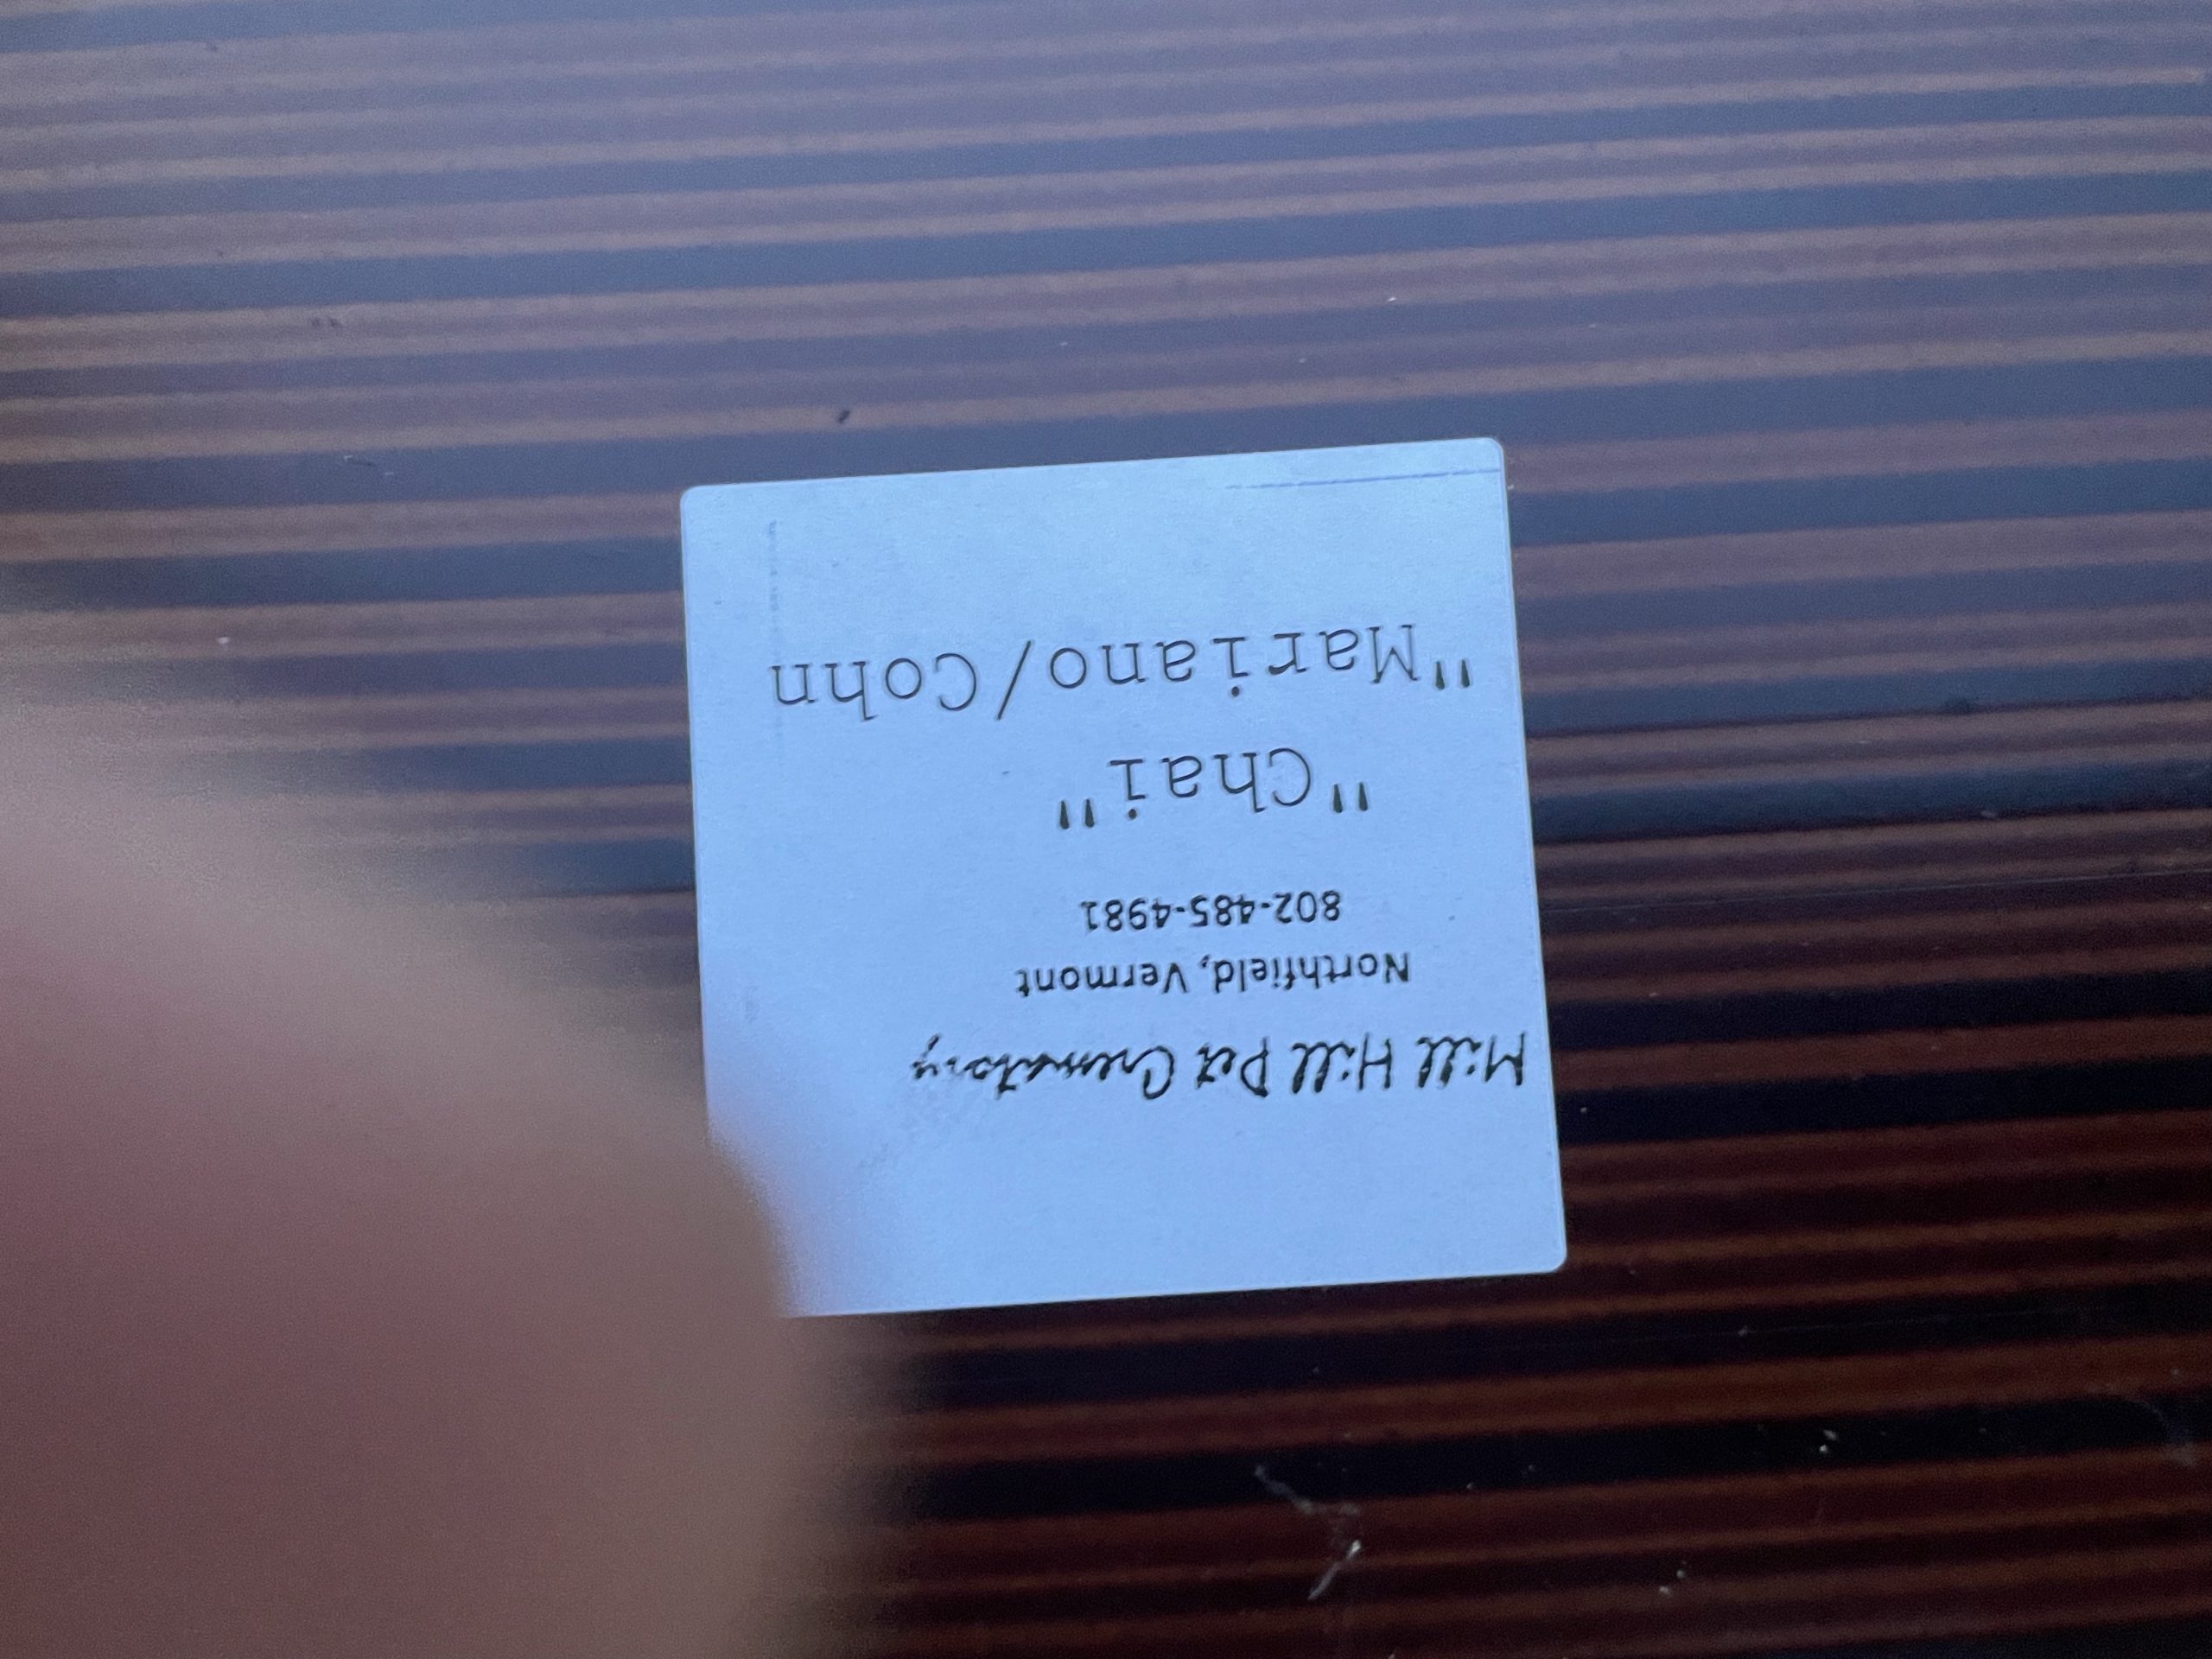 Mill Hill Pet Crematory
Northfield, Vermont
802-485-4981
"Chai"
"Mariano/Cohn